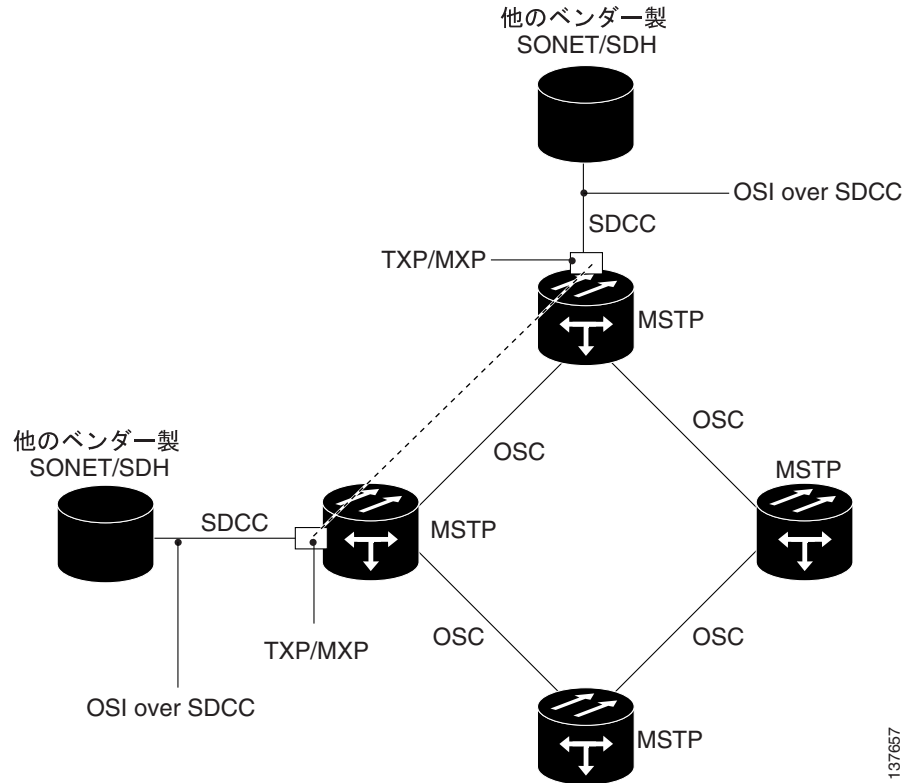 他のベンダー製
SONET/SDH
OSI over SDCC
SDCC
TXP/MXP
MSTP
OSC
OSC
他のベンダー製
SONET/SDH
MSTP
SDCC
MSTP
TXP/MXP
OSC
OSC
OSI over SDCC
MSTP
137657